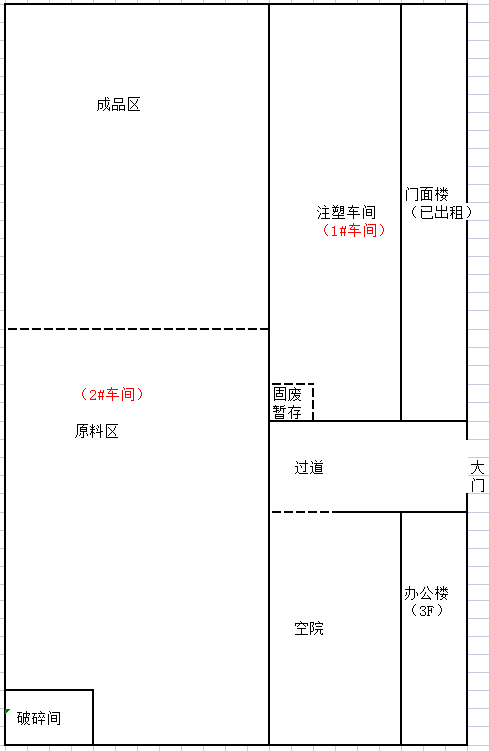 成品区
门面楼
（已出租）
注塑车间
（1#车间）
（2#车间）
固废
暂存
原料区
过道
大
门
办公楼
（3F）
空院
破碎间